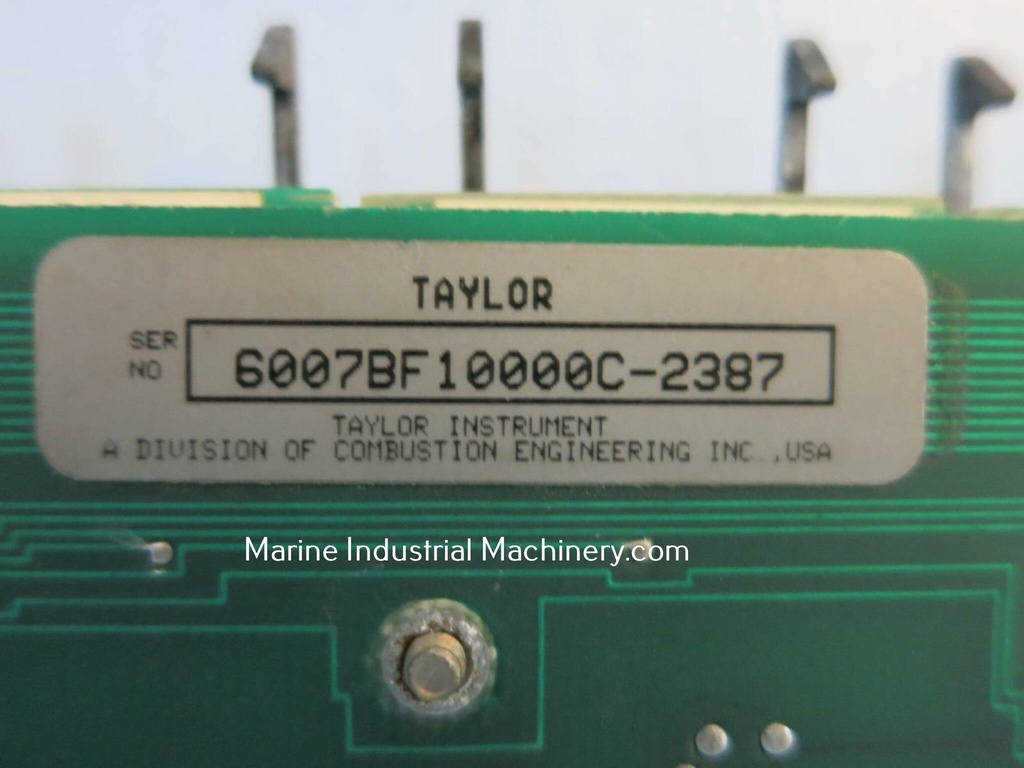 TAYLOR
SER
NO
6007BF10000C-2387
TAYLOR INSTRUMENT
A DIVISION OF COMBUSTION ENGINEERING INC.,USA
Marine Industrial Machinery.com